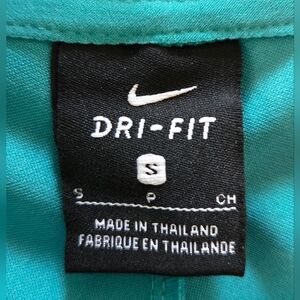 DRI-FIT
S
S P CH
MADE IN THAILAND
FABRIQUE EN THAILANDE